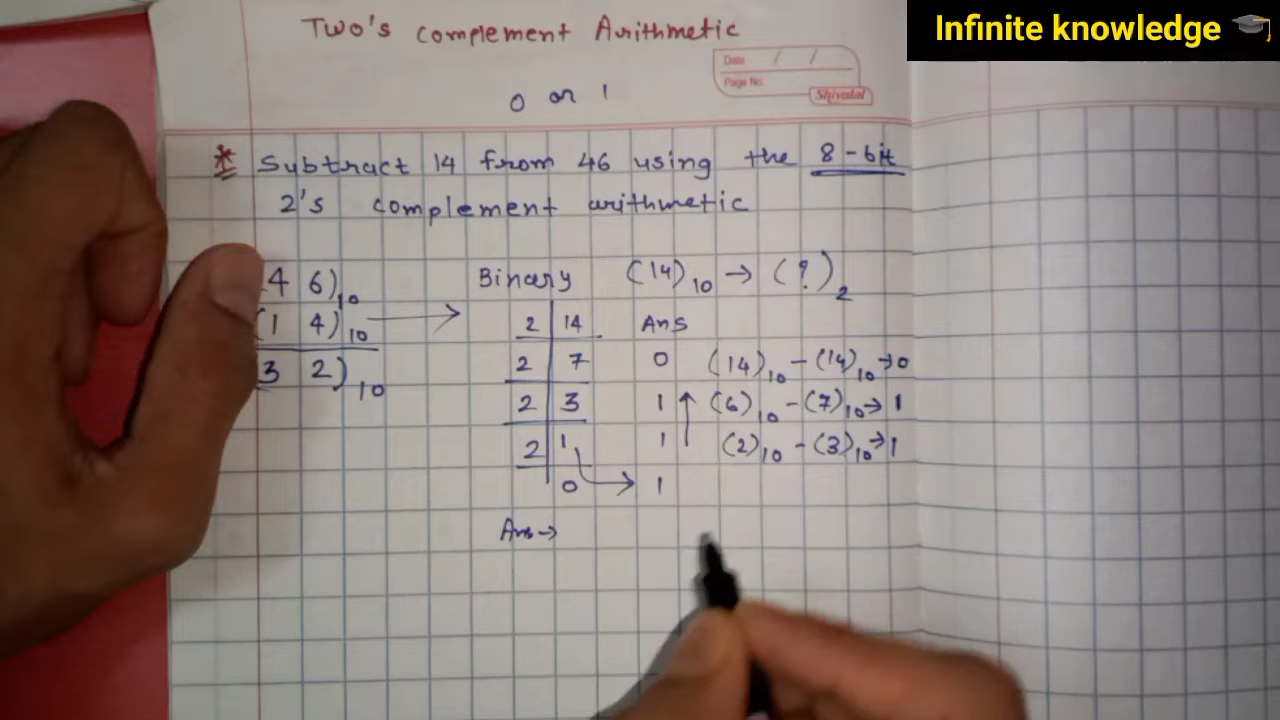 Two's complement Arithmetic
Infinite knowledge
Date / /
Page No.
Shivalal
0 or 1
* Subtract 14 from 46 using the 8-bit
2's complement arithmetic
4 6)10
(1 4)10
3 2)10
Binary (14)10 → (?)2
2 14 Ans
2 7 0 (14)10 - (14)10 → 0
2 3 1 (6)10 - (7)10 → 1
2 1 1 (2)10 - (3)10 → 1
0 1
Ans →